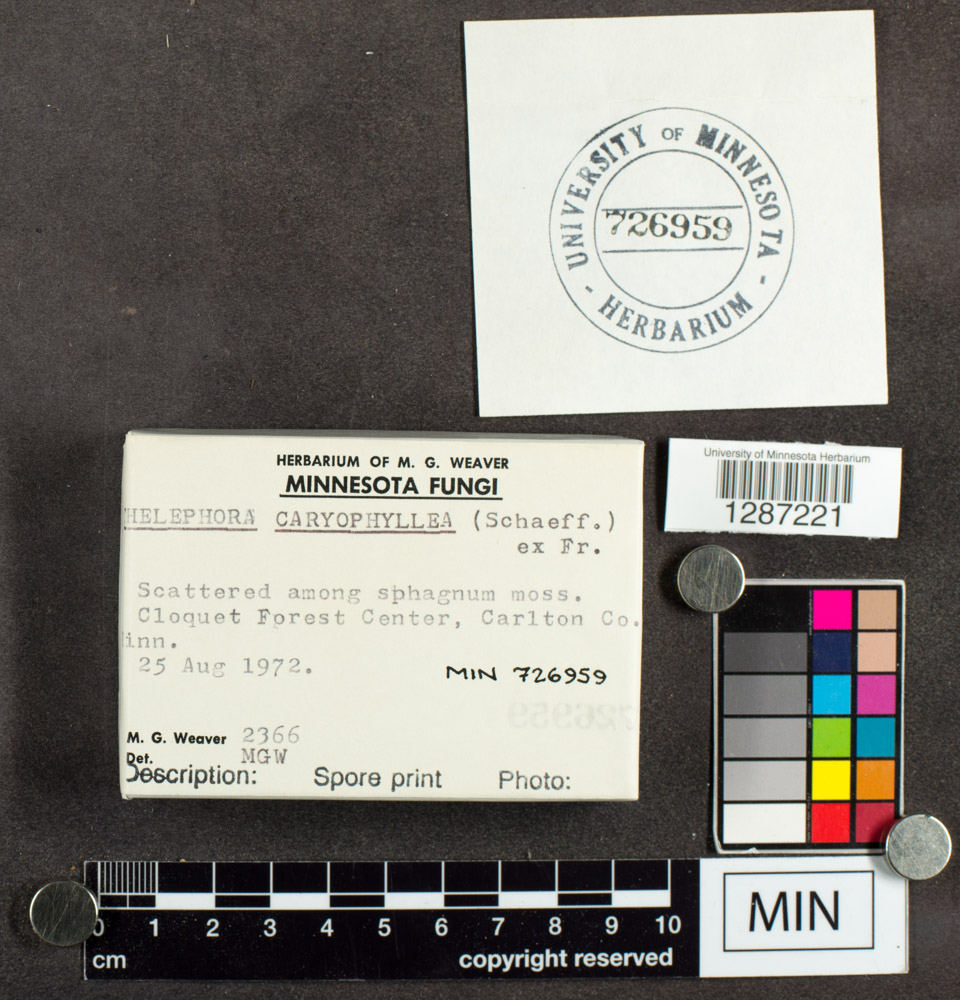 UNIVERSITY OF MINNESOTA
726959
- HERBARIUM -
HERBARIUM OF M. G. WEAVER
MINNESOTA FUNGI
HELEPHORA CARYOPHYLLEA (Schaeff.)
ex Fr.
Scattered among sphagnum moss.
Cloquet Forest Center, Carlton Co.
inn.
25 Aug 1972.
MIN 726959
M. G. Weaver 2366
Det. MGW
Description: Spore print Photo:
University of Minnesota Herbarium
1287221
0 1 2 3 4 5 6 7 8 9 10
cm copyright reserved
MIN